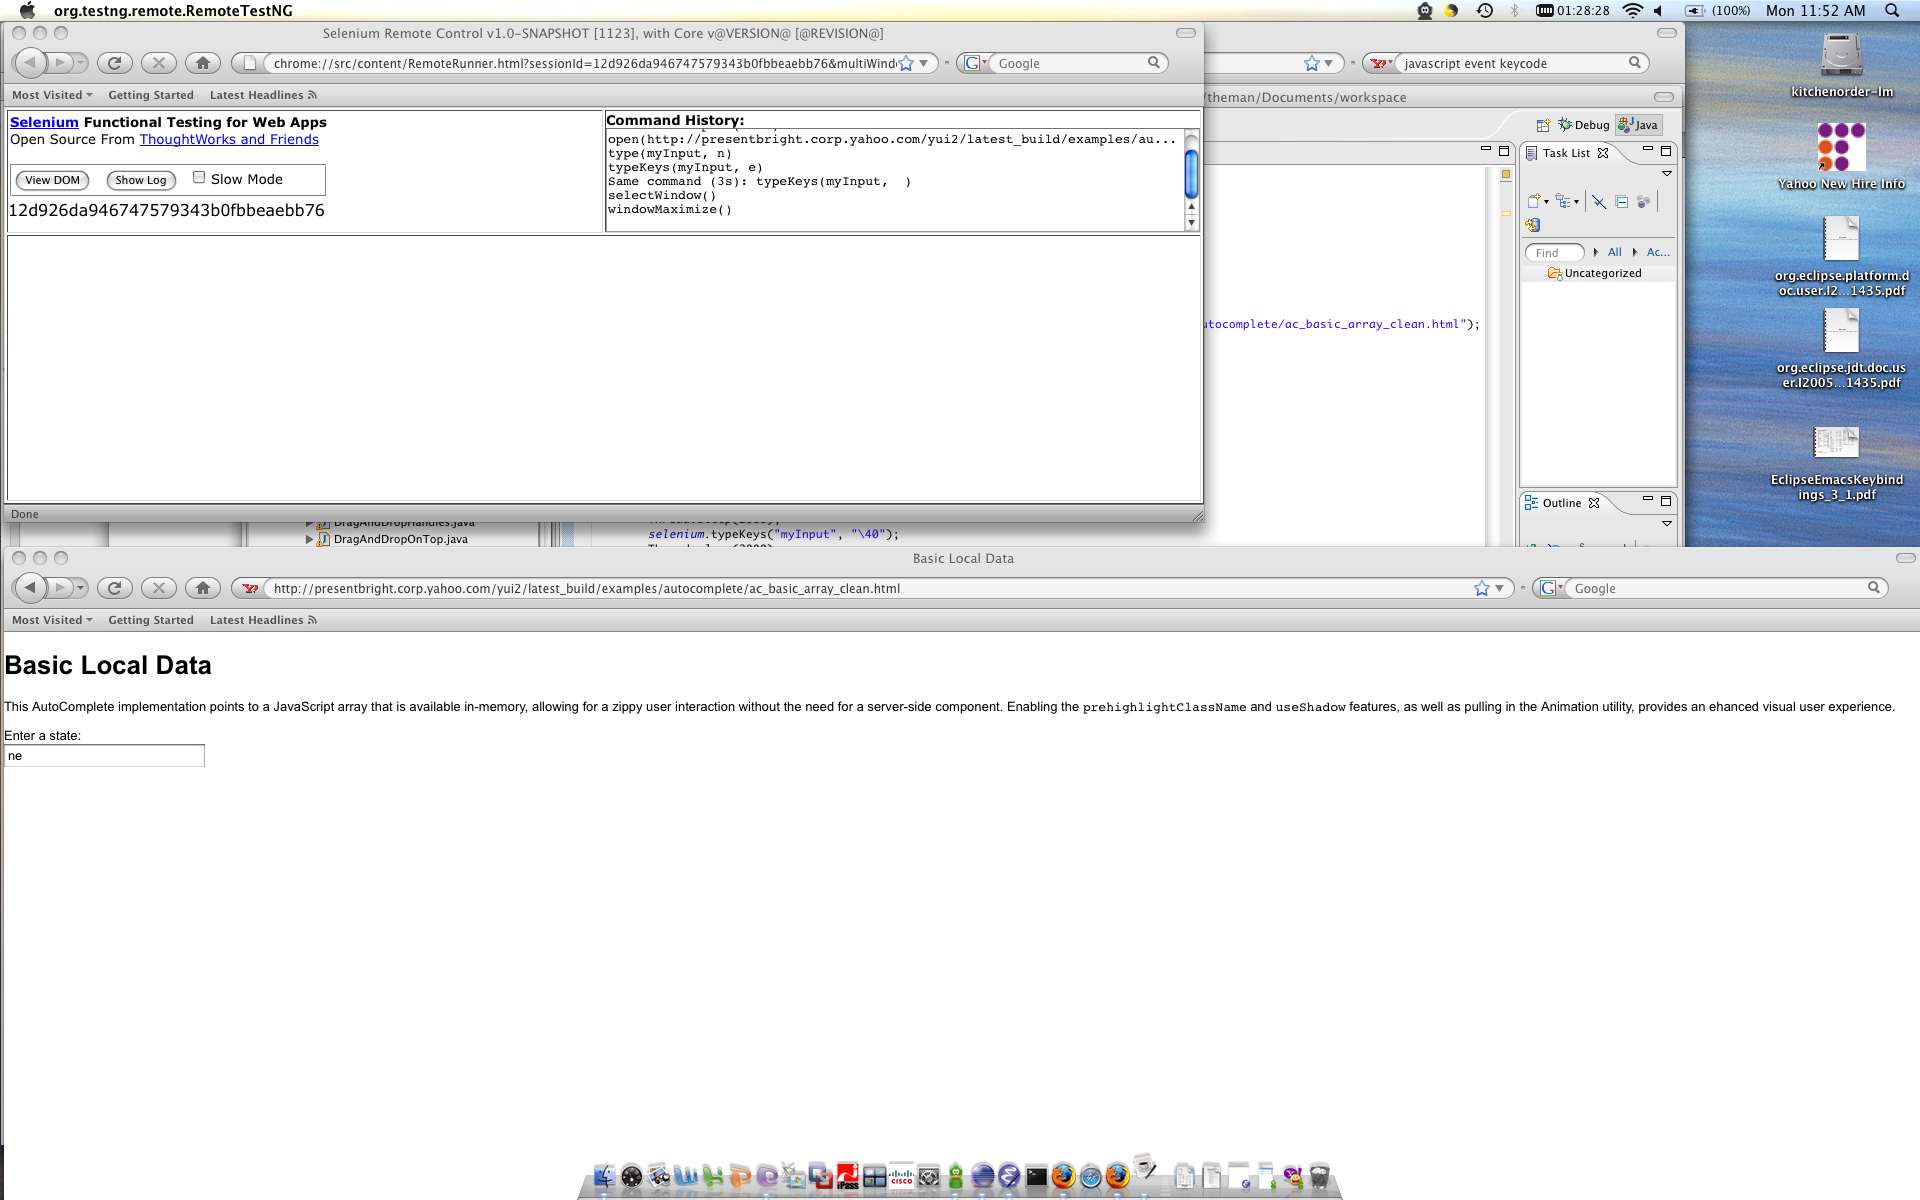 org.testng.remote.RemoteTestNG
01:28:28
(100%)
Mon 11:52 AM
Selenium Remote Control v1.0-SNAPSHOT [1123], with Core v@VERSION@ [@REVISION@]
chrome://src/content/RemoteRunner.html?sessionId=12d926da946747579343b0fbbeaebb76&multiWind
Google
javascript event keycode
Most Visited
Getting Started
Latest Headlines
/theman/Documents/workspace
Selenium Functional Testing for Web Apps
Open Source From ThoughtWorks and Friends
View DOM
Show Log
Slow Mode
12d926da946747579343b0fbbeaebb76
Command History:
open(http://presentbright.corp.yahoo.com/yui2/latest_build/examples/au...
type(myInput, n)
typeKeys(myInput, e)
Same command (3s): typeKeys(myInput,  )
selectWindow()
windowMaximize()
Debug
Java
Task List
Find
All
Ac...
Uncategorized
utocomplete/ac_basic_array_clean.html");
Outline
kitchenorder-lm
Yahoo New Hire Info
org.eclipse.platform.d
oc.user.I2...1435.pdf
org.eclipse.jdt.doc.us
er.I2005...1435.pdf
EclipseEmacsKeybind
ings_3_1.pdf
Done
DragAndDropHandles.java
DragAndDropOnTop.java
selenium.typeKeys("myInput", "\40");
Basic Local Data
http://presentbright.corp.yahoo.com/yui2/latest_build/examples/autocomplete/ac_basic_array_clean.html
Google
Most Visited
Getting Started
Latest Headlines
Basic Local Data
This AutoComplete implementation points to a JavaScript array that is available in-memory, allowing for a zippy user interaction without the need for a server-side component. Enabling the prehighlightClassName and useShadow features, as well as pulling in the Animation utility, provides an ehanced visual user experience.
Enter a state:
ne
iPass
CISCO